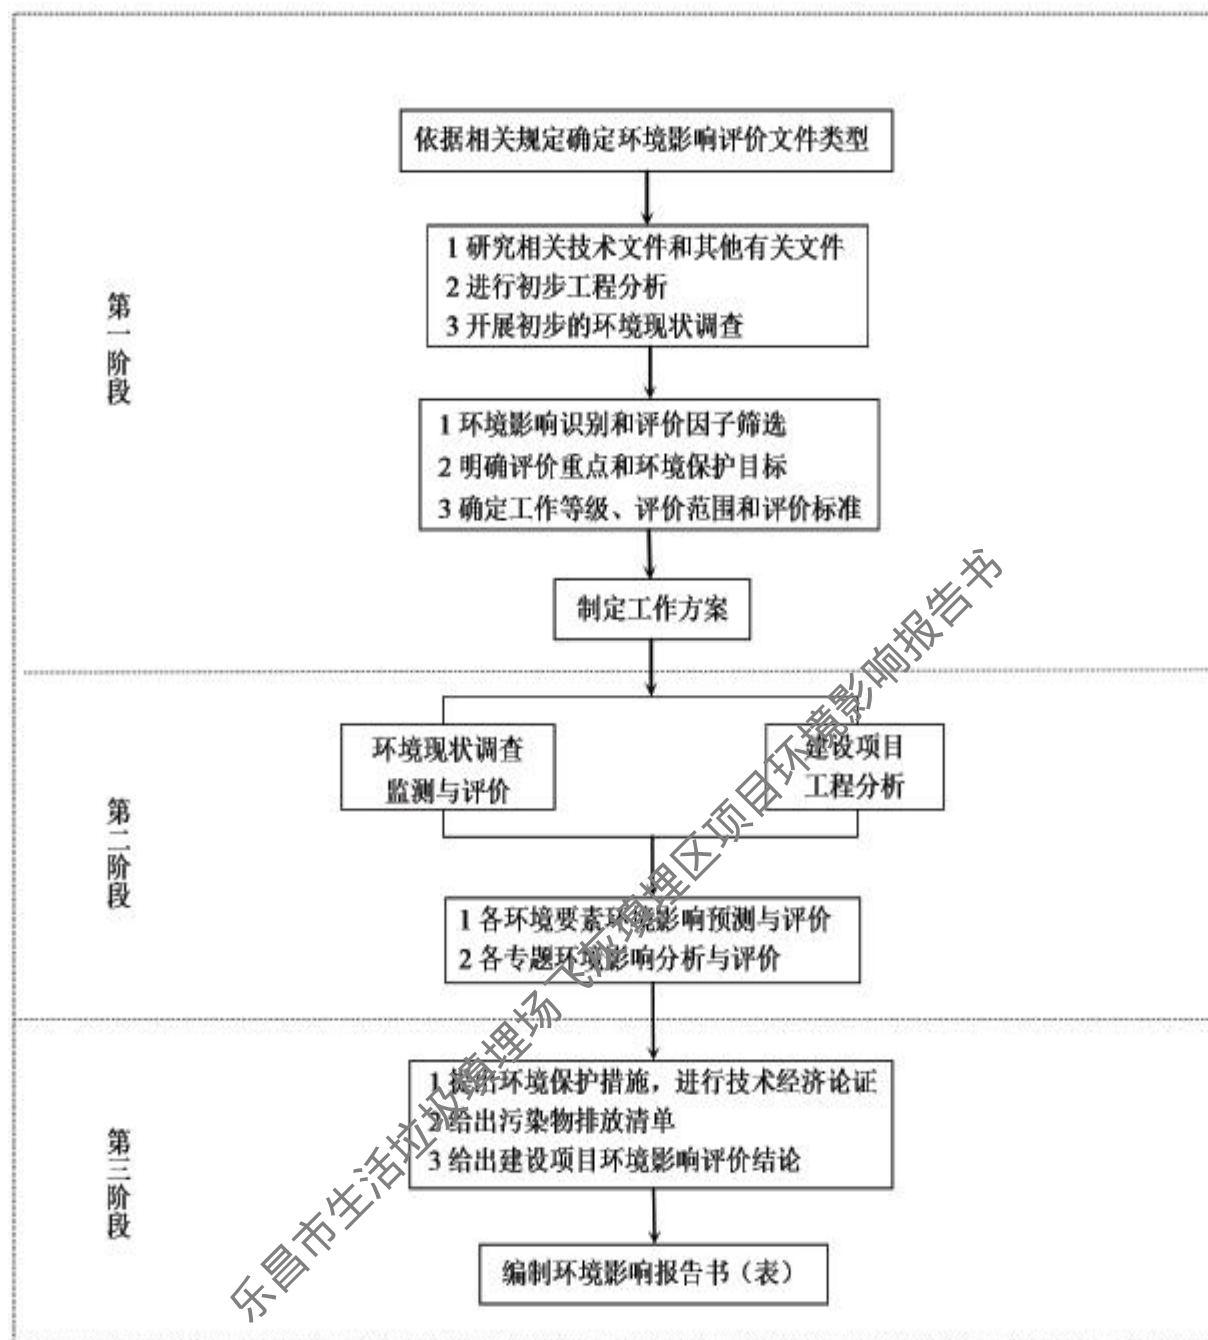 依据相关规定确定环境影响评价文件类型
1 研究相关技术文件和其他有关文件
2 进行初步工程分析
3 开展初步的环境现状调查
第一阶段
1 环境影响识别和评价因子筛选
2 明确评价重点和环境保护目标
3 确定工作等级、评价范围和评价标准
制定工作方案
环境现状调查
监测与评价
建设项目
工程分析
第二阶段
1 各环境要素环境影响预测与评价
2 各专题环境影响分析与评价
1 提出环境保护措施，进行技术经济论证
2 给出污染物排放清单
3 给出建设项目环境影响评价结论
第三阶段
编制环境影响报告书（表）
乐昌市生活垃圾填埋场飞灰填埋区项目环境影响报告书